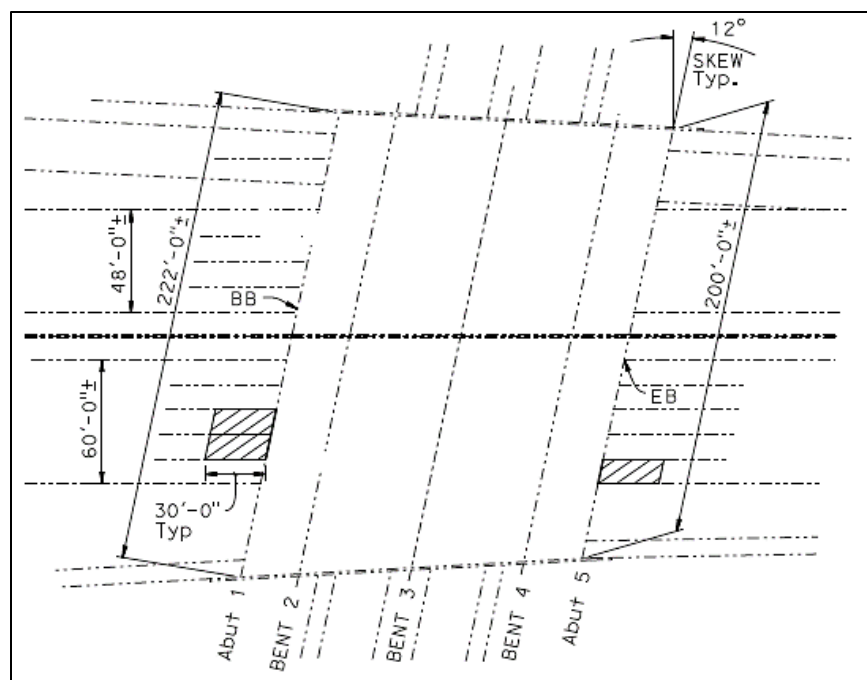 12°
SKEW
Typ.
48'-0"±
222'-0"±
200'-0"±
BB
EB
60'-0"±
30'-0"
Typ
Abut 1
BENT 2
BENT 3
BENT 4
Abut 5